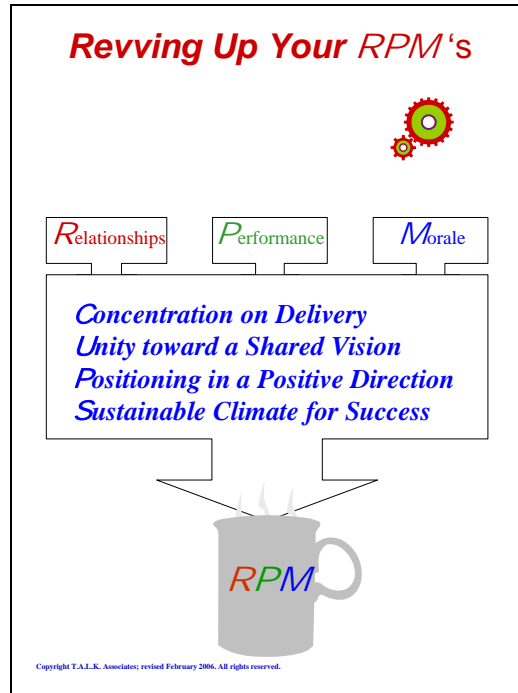 Revving Up Your RPM's
Relationships Performance Morale
Concentration on Delivery
Unity toward a Shared Vision
Positioning in a Positive Direction
Sustainable Climate for Success
RPM
Copyright T.A.L.K. Associates; revised February 2006. All rights reserved.